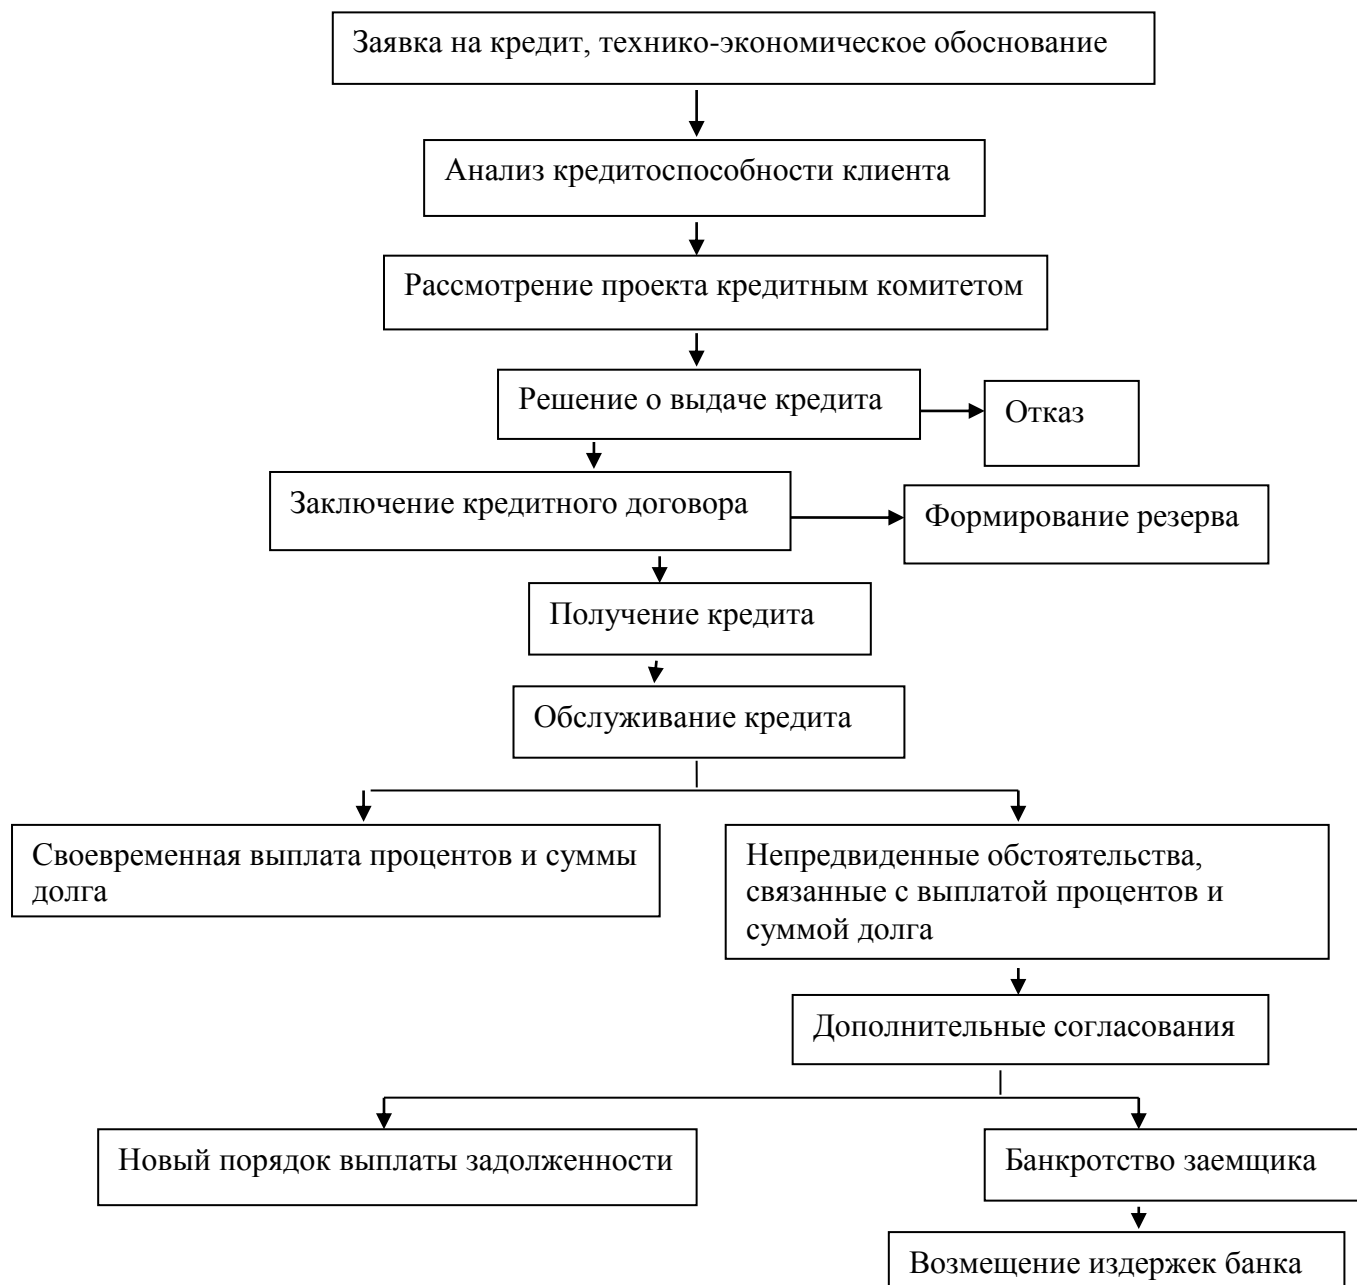 Заявка на кредит, технико-экономическое обоснование
Анализ кредитоспособности клиента
Рассмотрение проекта кредитным комитетом
Решение о выдаче кредита
Отказ
Заключение кредитного договора
Формирование резерва
Получение кредита
Обслуживание кредита
Своевременная выплата процентов и суммы
долга
Непредвиденные обстоятельства,
связанные с выплатой процентов и
суммой долга
Дополнительные согласования
Новый порядок выплаты задолженности
Банкротство заемщика
Возмещение издержек банка